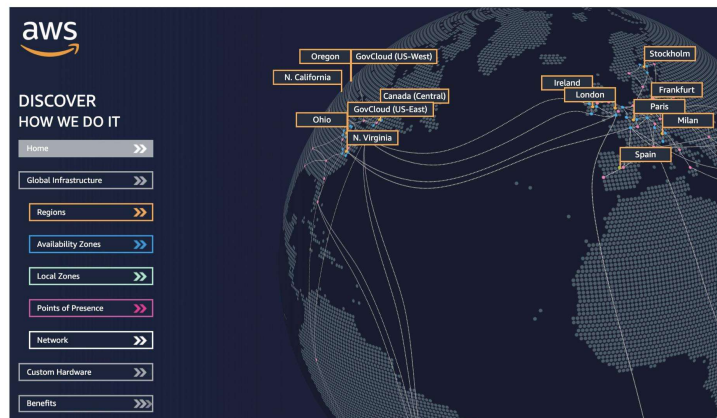 aws
DISCOVER
HOW WE DO IT
Home
Global Infrastructure
Regions
Availability Zones
Local Zones
Points of Presence
Network
Custom Hardware
Benefits
Oregon
GovCloud (US-West)
N. California
Canada (Central)
GovCloud (US-East)
Ohio
N. Virginia
Stockholm
Ireland
London
Frankfurt
Paris
Milan
Spain